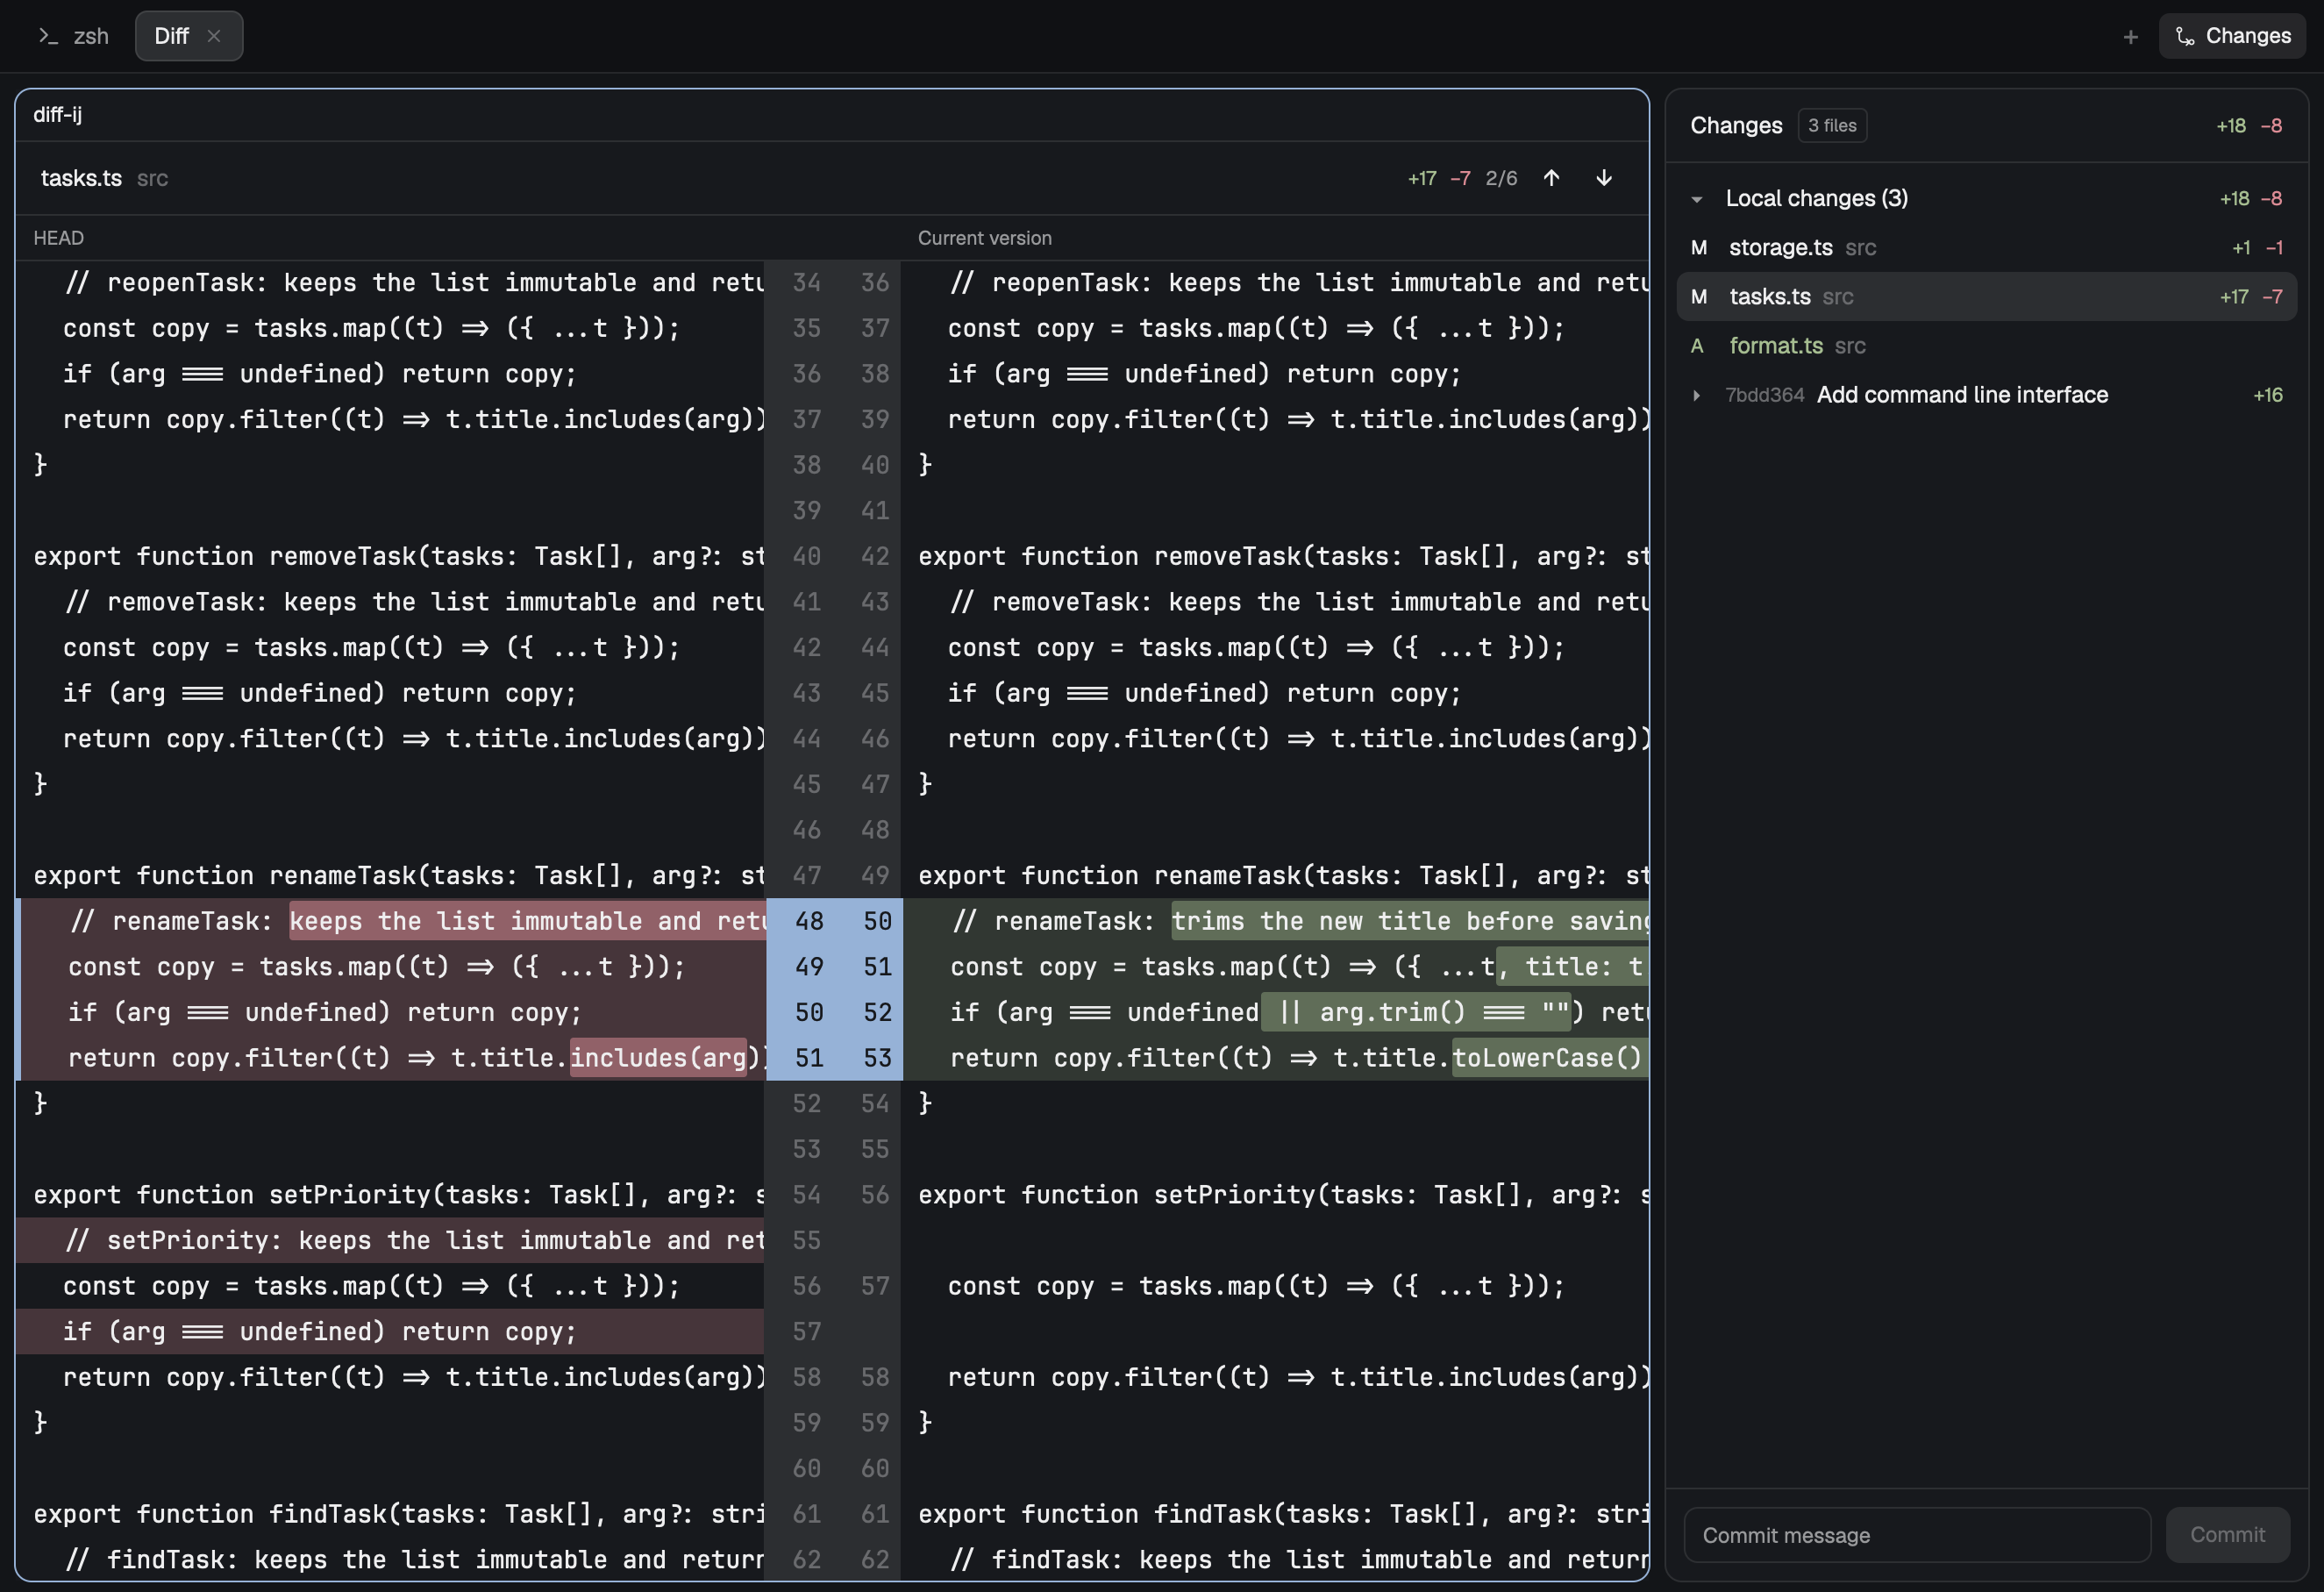 zsh
Diff
Changes
diff-ij
tasks.ts src +17 −7 2/6
HEAD Current version
// reopenTask: keeps the list immutable and retu 34 36 // reopenTask: keeps the list immutable and retu
const copy = tasks.map((t) => ({ ...t })); 35 37 const copy = tasks.map((t) => ({ ...t }));
if (arg === undefined) return copy; 36 38 if (arg === undefined) return copy;
return copy.filter((t) => t.title.includes(arg)) 37 39 return copy.filter((t) => t.title.includes(arg))
} 38 40 }
39 41
export function removeTask(tasks: Task[], arg?: st 40 42 export function removeTask(tasks: Task[], arg?: st
// removeTask: keeps the list immutable and retu 41 43 // removeTask: keeps the list immutable and retu
const copy = tasks.map((t) => ({ ...t })); 42 44 const copy = tasks.map((t) => ({ ...t }));
if (arg === undefined) return copy; 43 45 if (arg === undefined) return copy;
return copy.filter((t) => t.title.includes(arg)) 44 46 return copy.filter((t) => t.title.includes(arg))
} 45 47 }
46 48
export function renameTask(tasks: Task[], arg?: st 47 49 export function renameTask(tasks: Task[], arg?: st
// renameTask: keeps the list immutable and retu 48 50 // renameTask: trims the new title before saving
const copy = tasks.map((t) => ({ ...t })); 49 51 const copy = tasks.map((t) => ({ ...t, title: t
if (arg === undefined) return copy; 50 52 if (arg === undefined || arg.trim() === "") retu
return copy.filter((t) => t.title.includes(arg)) 51 53 return copy.filter((t) => t.title.toLowerCase()
} 52 54 }
53 55
export function setPriority(tasks: Task[], arg?: s 54 56 export function setPriority(tasks: Task[], arg?: s
// setPriority: keeps the list immutable and ret 55
const copy = tasks.map((t) => ({ ...t })); 56 57 const copy = tasks.map((t) => ({ ...t }));
if (arg === undefined) return copy; 57
return copy.filter((t) => t.title.includes(arg)) 58 58 return copy.filter((t) => t.title.includes(arg))
} 59 59 }
60 60
export function findTask(tasks: Task[], arg?: stri 61 61 export function findTask(tasks: Task[], arg?: stri
// findTask: keeps the list immutable and return 62 62 // findTask: keeps the list immutable and return
Changes 3 files +18 −8
Local changes (3) +18 −8
M storage.ts src +1 −1
M tasks.ts src +17 −7
A format.ts src
7bdd364 Add command line interface +16
Commit message Commit